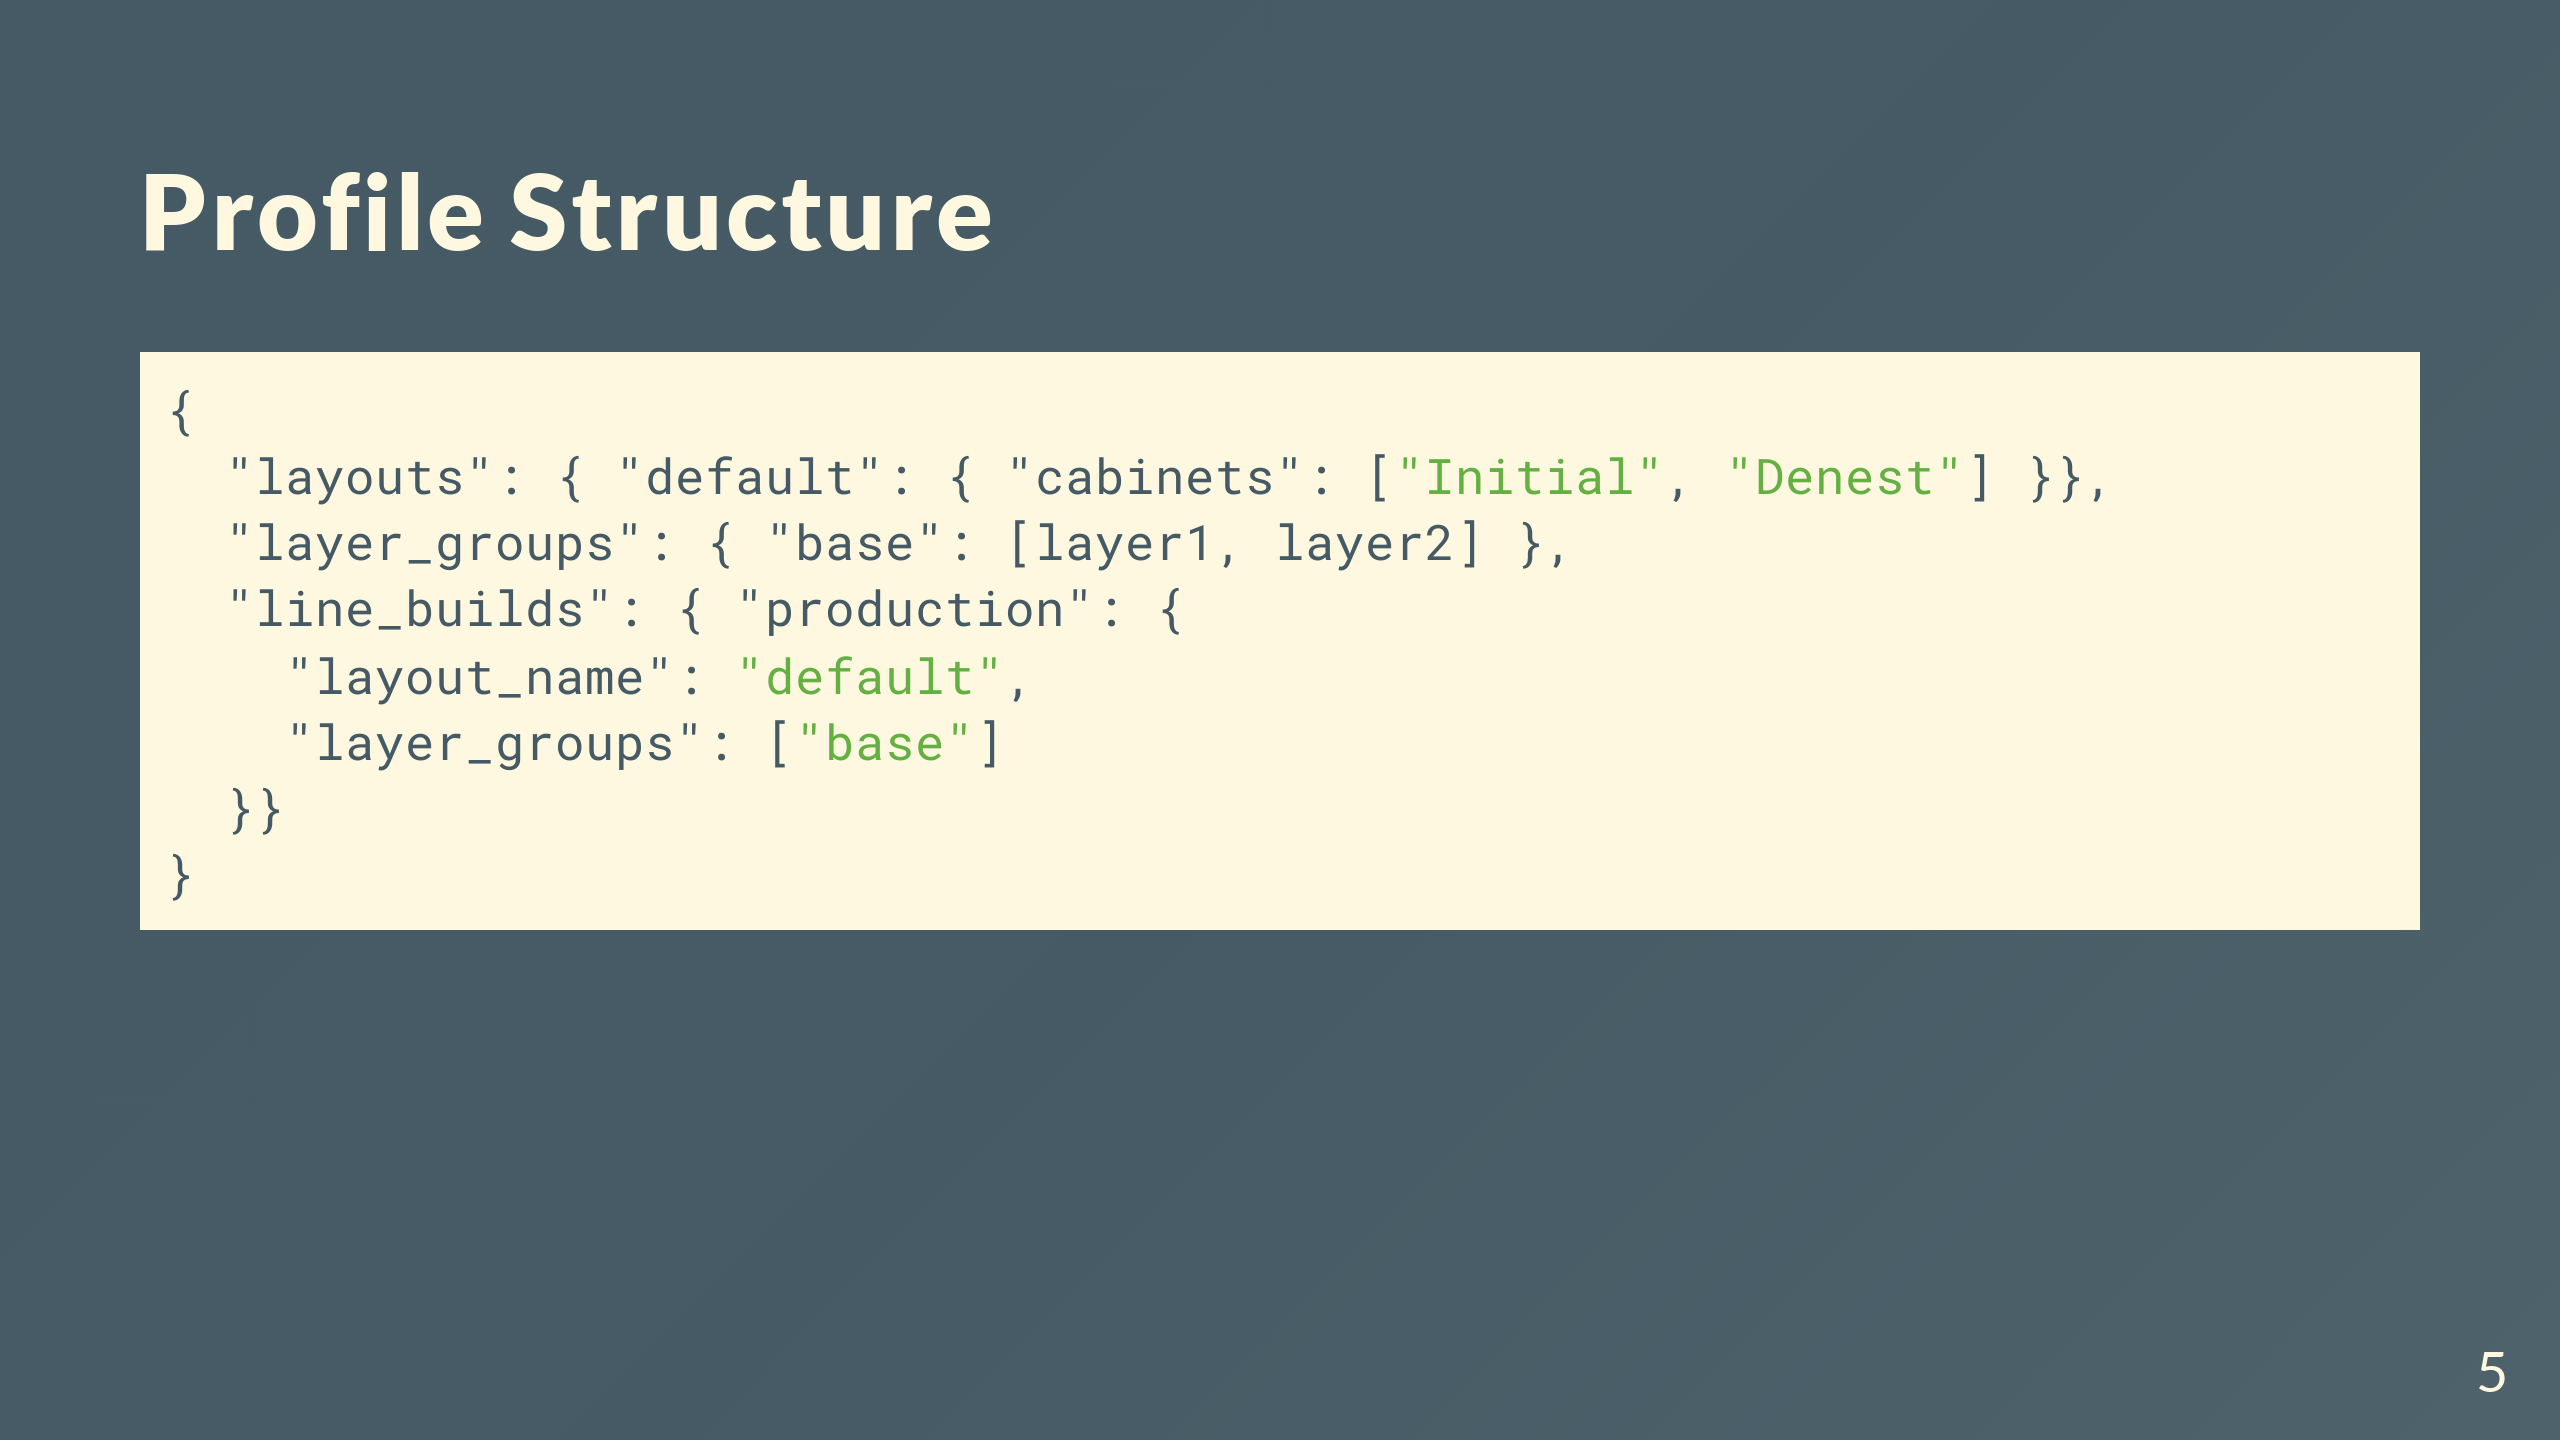 Profile Structure
{
  "layouts": { "default": { "cabinets": ["Initial", "Denest"] }},
  "layer_groups": { "base": [layer1, layer2] },
  "line_builds": { "production": {
    "layout_name": "default",
    "layer_groups": ["base"]
  }}
}
5